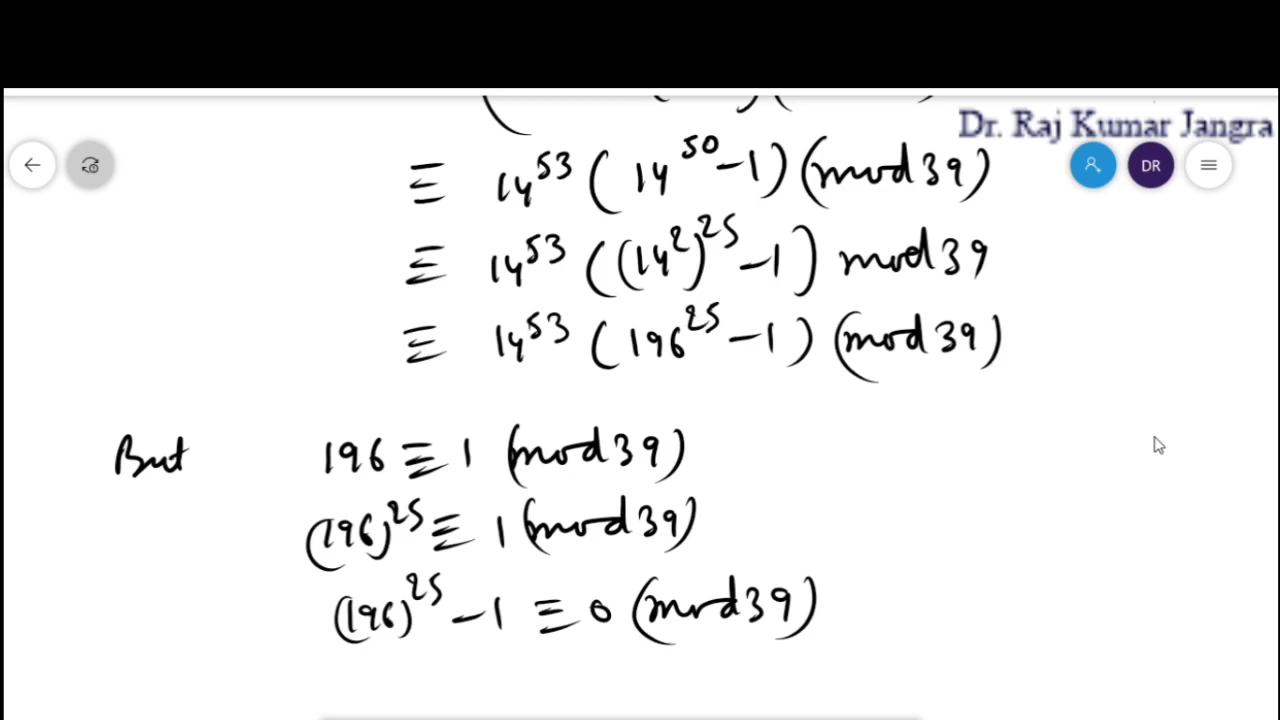 Dr. Raj Kumar Jangra
DR
≡ 14^53 ( 14^50 - 1 ) (mod 39)
≡ 14^53 ( (14^2)^25 - 1 ) mod 39
≡ 14^53 ( 196^25 - 1 ) (mod 39)
But 196 ≡ 1 (mod 39)
(196)^25 ≡ 1 (mod 39)
(196)^25 - 1 ≡ 0 (mod 39)